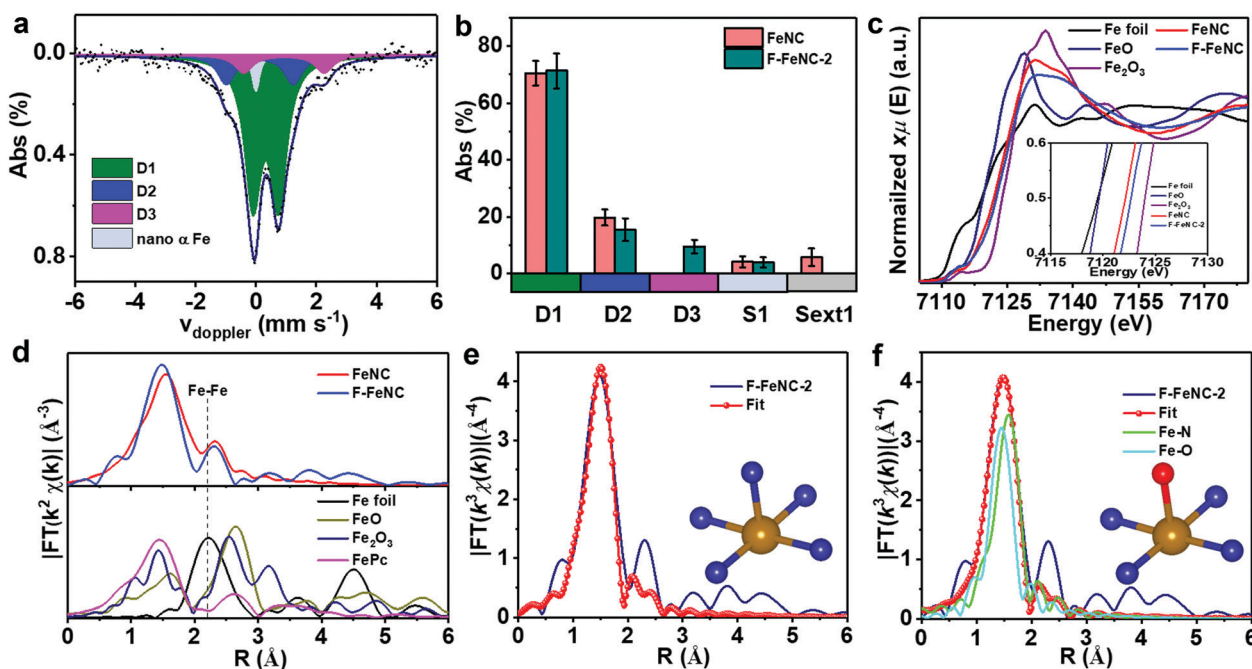 a
0.0
0.4
0.8
Abs (%)
D1
D2
D3
nano α Fe
-6 -4 -2 0 2 4 6
v_doppler (mm s⁻¹)
b
80
60
40
20
0
Abs (%)
FeNC
F-FeNC-2
D1 D2 D3 S1 Sext1
c
Normailzed xμ (E) (a.u.)
Fe foil
FeO
Fe₂O₃
FeNC
F-FeNC
0.6
0.5
0.4
Fe foil
FeO
Fe₂O₃
FeNC
F-FeNC-2
7115 7120 7125 7130
Energy (eV)
7110 7125 7140 7155 7170
Energy (eV)
d
|FT(k² χ(k)| (Å⁻³)
Fe-Fe
FeNC
F-FeNC
Fe foil
FeO
Fe₂O₃
FePc
0 1 2 3 4 5 6
R (Å)
e
|FT(k³χ(k))|(Å⁻⁴)
4
3
2
1
0
F-FeNC-2
Fit
0 1 2 3 4 5 6
R (Å)
f
|FT(k³χ(k))|(Å⁻⁴)
4
3
2
1
0
F-FeNC-2
Fit
Fe-N
Fe-O
0 1 2 3 4 5 6
R (Å)